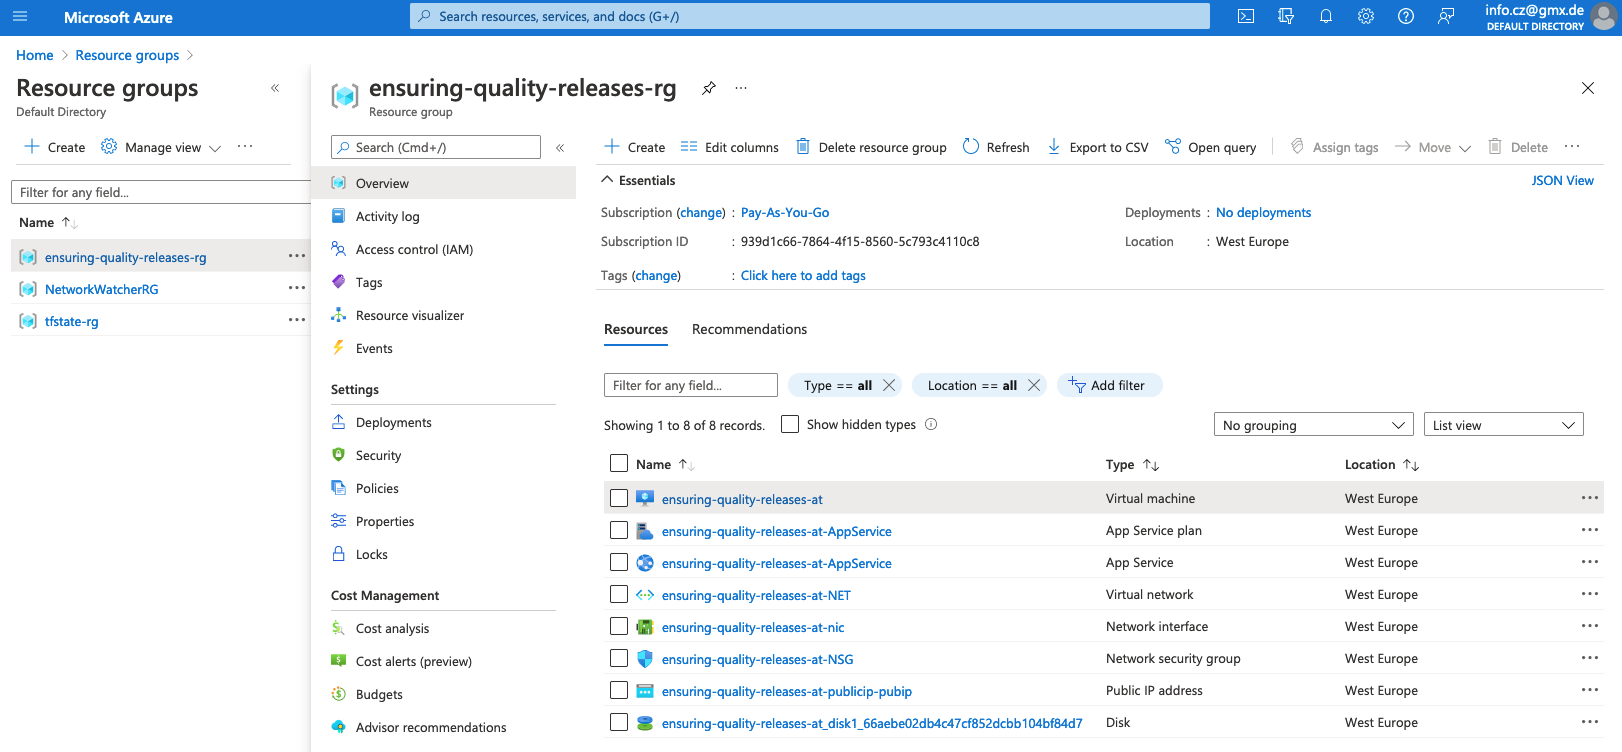 Microsoft Azure
Search resources, services, and docs (G+/)
info.cz@gmx.de
DEFAULT DIRECTORY
Home > Resource groups >
Resource groups
Default Directory
Create Manage view ...
Filter for any field...
Name
ensuring-quality-releases-rg ...
NetworkWatcherRG ...
tfstate-rg ...
ensuring-quality-releases-rg ...
Resource group
Search (Cmd+/)
Overview
Activity log
Access control (IAM)
Tags
Resource visualizer
Events
Settings
Deployments
Security
Policies
Properties
Locks
Cost Management
Cost analysis
Cost alerts (preview)
Budgets
Advisor recommendations
Create Edit columns Delete resource group Refresh Export to CSV Open query Assign tags Move Delete ...
Essentials JSON View
Subscription (change) : Pay-As-You-Go Deployments : No deployments
Subscription ID : 939d1c66-7864-4f15-8560-5c793c4110c8 Location : West Europe
Tags (change) : Click here to add tags
Resources Recommendations
Filter for any field... Type == all Location == all Add filter
Showing 1 to 8 of 8 records. Show hidden types No grouping List view
Name Type Location
ensuring-quality-releases-at Virtual machine West Europe ...
ensuring-quality-releases-at-AppService App Service plan West Europe ...
ensuring-quality-releases-at-AppService App Service West Europe ...
ensuring-quality-releases-at-NET Virtual network West Europe ...
ensuring-quality-releases-at-nic Network interface West Europe ...
ensuring-quality-releases-at-NSG Network security group West Europe ...
ensuring-quality-releases-at-publicip-pubip Public IP address West Europe ...
ensuring-quality-releases-at_disk1_66aebe02db4c47cf852dcbb104bf84d7 Disk West Europe ...